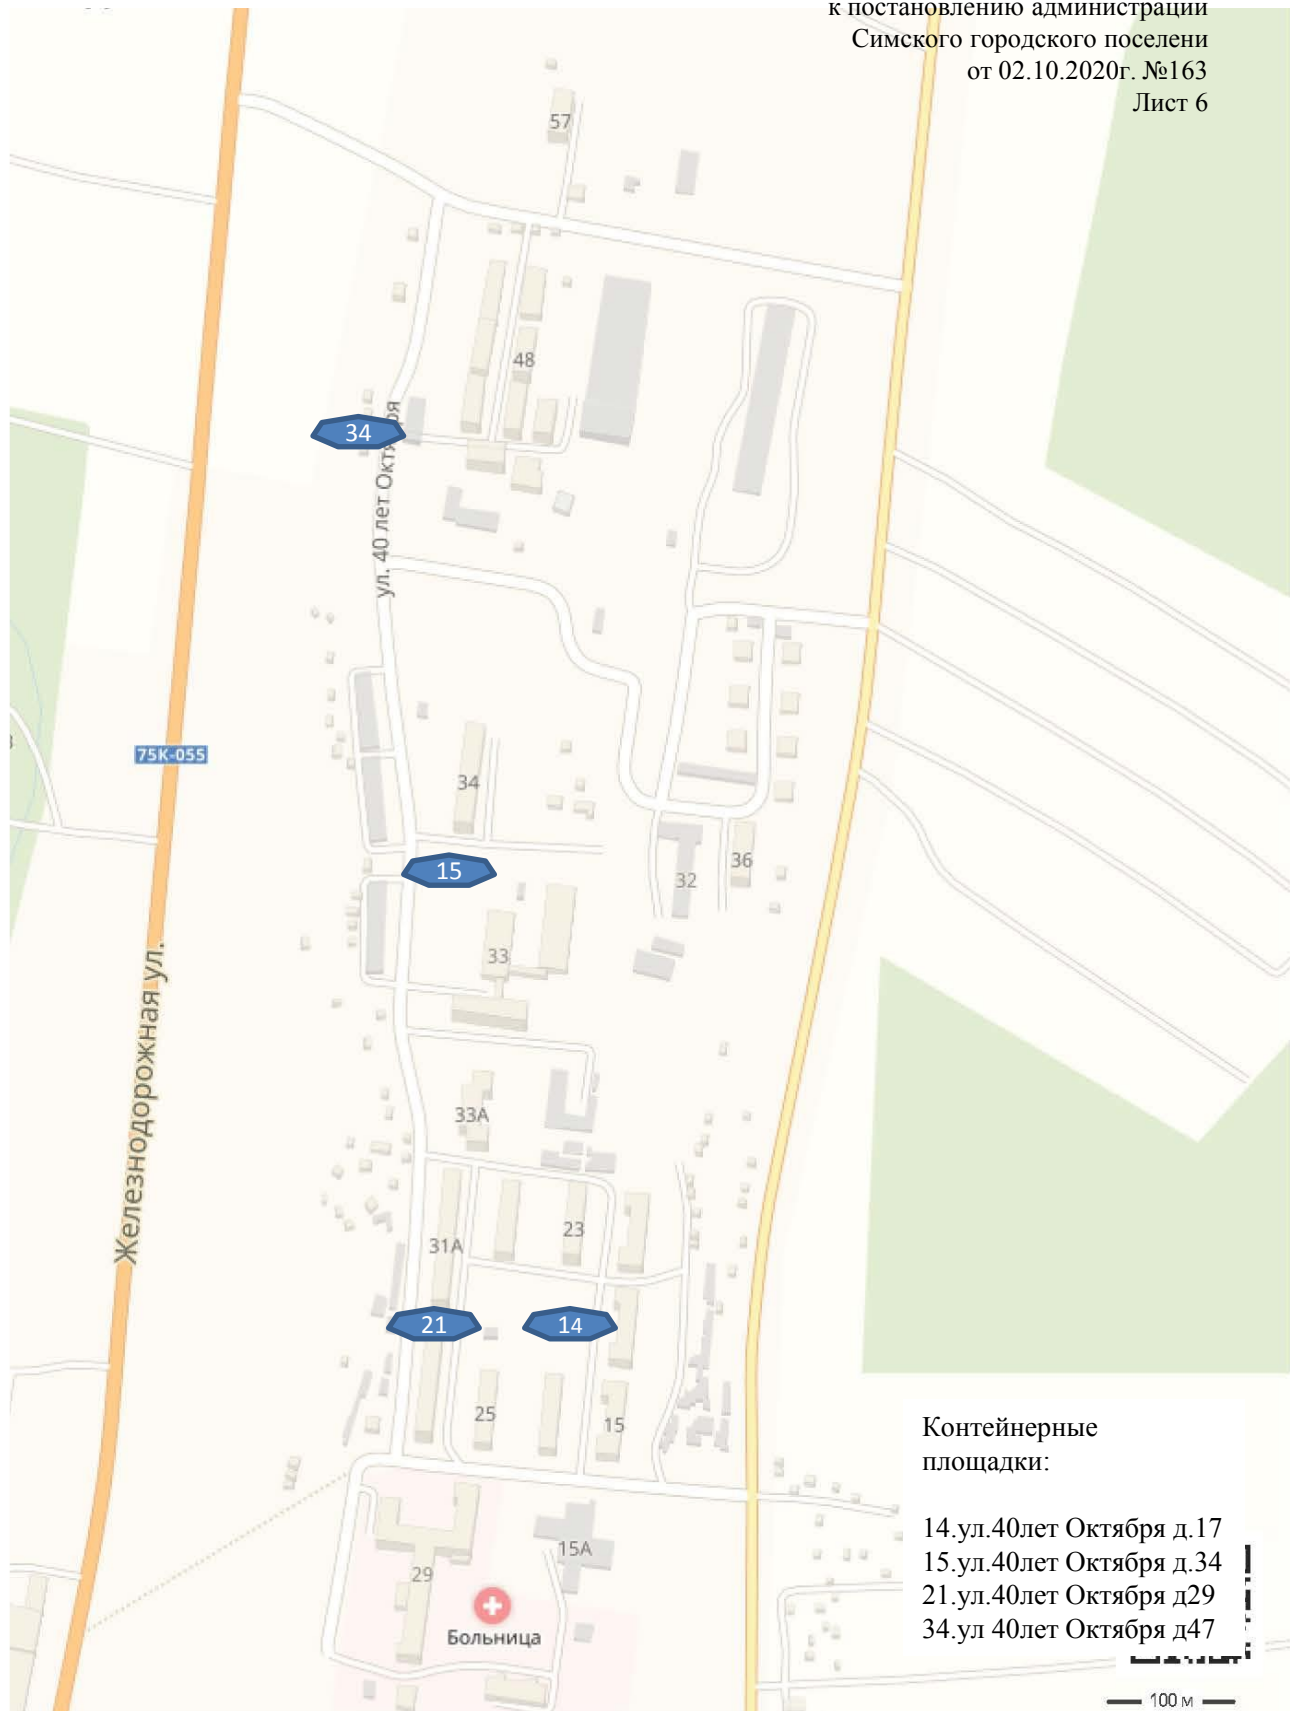 к постановлению администрации
Симского городского поселени
от 02.10.2020г. №163
Лист 6
57
48
34
ул. 40 лет Октября
75К-055
34
15
36
32
33
Железнодорожная ул.
33А
23
31А
21
14
25
15
15А
29
Больница
Контейнерные
площадки:
14.ул.40лет Октября д.17
15.ул.40лет Октября д.34
21.ул.40лет Октября д29
34.ул 40лет Октября д47
100 м